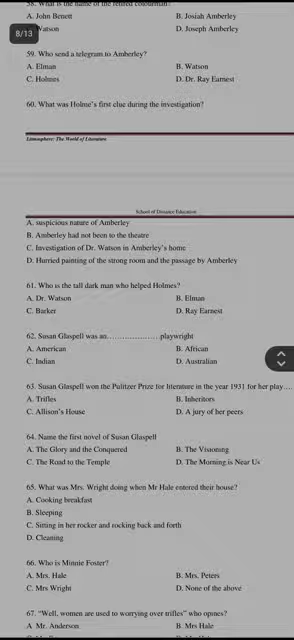 58. What is the name of the retired colourman?
A. John Benett B. Josiah Amberley
Watson D. Joseph Amberley
8/13
59. Who send a telegram to Amberley?
A. Elman B. Watson
C. Holmes D. Dr. Ray Earnest
60. What was Holme's first clue during the investigation?
Litmosphere: The World of Literature
School of Distance Education
A. suspicious nature of Amberley
B. Amberley had not been to the theatre
C. Investigation of Dr. Watson in Amberley's home
D. Hurried painting of the strong room and the passage by Amberley
61. Who is the tall dark man who helped Holmes?
A. Dr. Watson B. Elman
C. Barker D. Ray Earnest
62. Susan Glaspell was an…………………playwright
A. American B. African
C. Indian D. Australian
63. Susan Glaspell won the Pulitzer Prize for literature in the year 1931 for her play….
A. Trifles B. Inheritors
C. Allison's House D. A jury of her peers
64. Name the first novel of Susan Glaspell
A. The Glory and the Conquered B. The Visioning
C. The Road to the Temple D. The Morning is Near Us
65. What was Mrs. Wright doing when Mr Hale entered their house?
A. Cooking breakfast
B. Sleeping
C. Sitting in her rocker and rocking back and forth
D. Cleaning
66. Who is Minnie Foster?
A. Mrs. Hale B. Mrs. Peters
C. Mrs Wright D. None of the above
67. "Well, women are used to worrying over trifles" who opines?
A. Mr. Anderson B. Mrs Hale